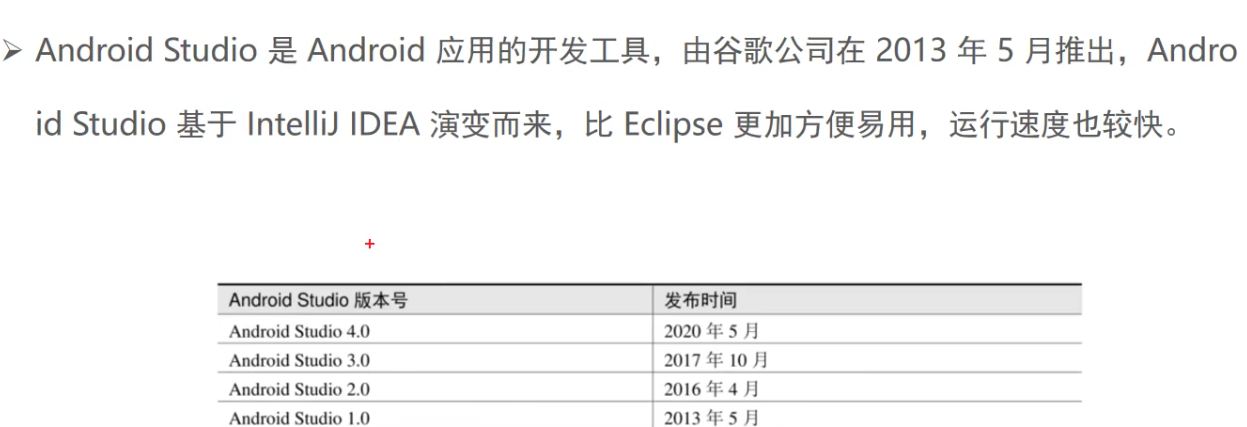 ➢ Android Studio 是 Android 应用的开发工具，由谷歌公司在 2013 年 5 月推出，Andro
id Studio 基于 IntelliJ IDEA 演变而来，比 Eclipse 更加方便易用，运行速度也较快。
Android Studio 版本号 发布时间
Android Studio 4.0 2020 年 5 月
Android Studio 3.0 2017 年 10 月
Android Studio 2.0 2016 年 4 月
Android Studio 1.0 2013 年 5 月